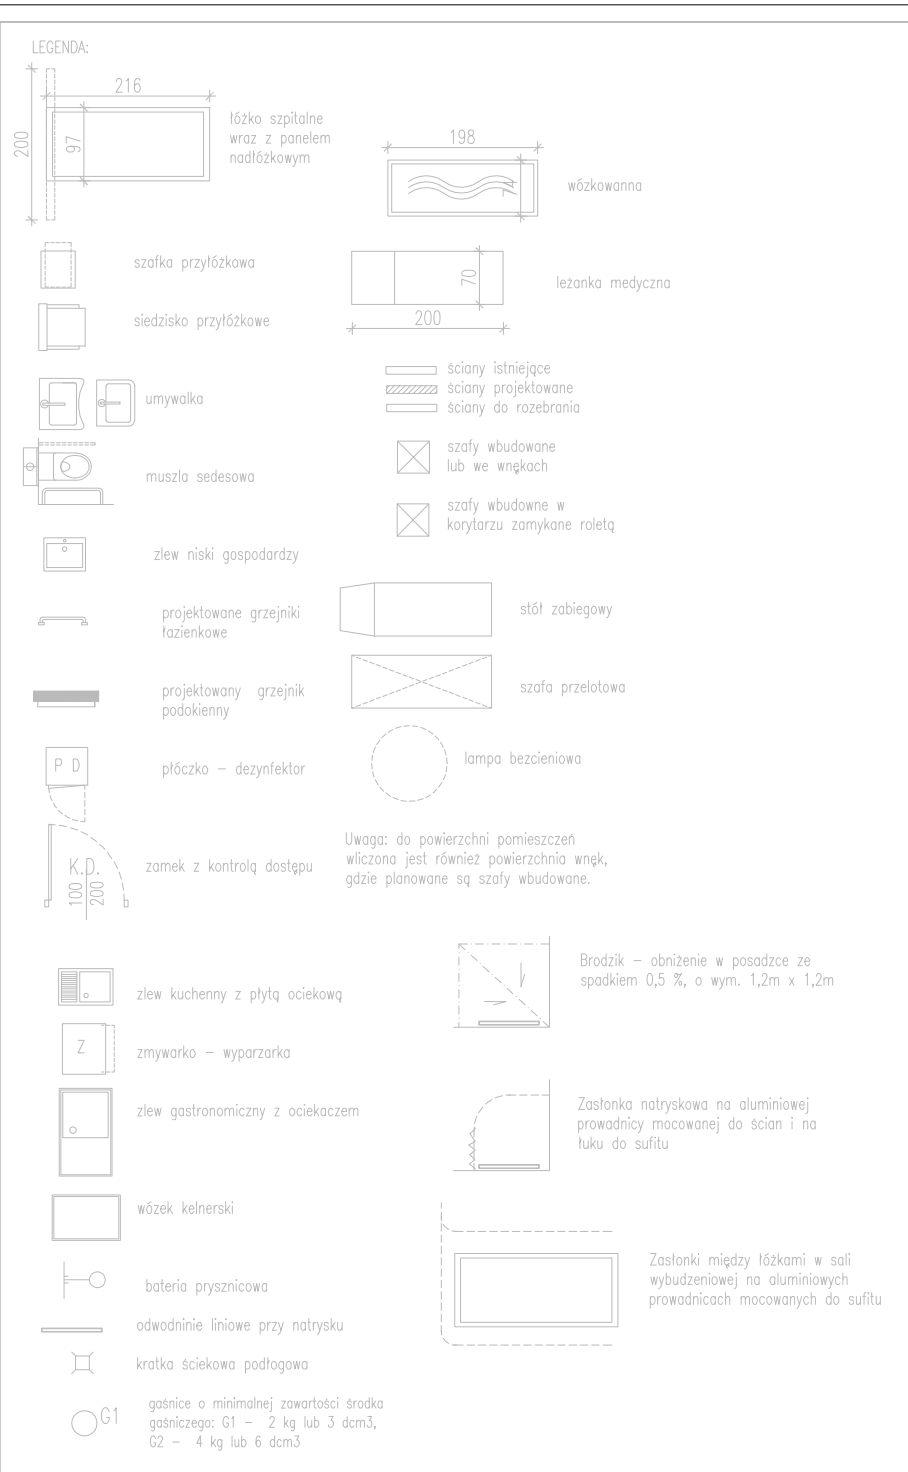 LEGENDA:
216
200
97
łóżko szpitalne
wraz z panelem
nadłóżkowym
198
wózkowanna
szafka przyłóżkowa
70
leżanka medyczna
200
siedzisko przyłóżkowe
ściany istniejące
ściany projektowane
ściany do rozebrania
umywalka
szafy wbudowane
lub we wnękach
muszla sedesowa
szafy wbudowne w
korytarzu zamykane roletą
zlew niski gospodardzy
projektowane grzejniki
łazienkowe
stół zabiegowy
projektowany grzejnik
podokienny
szafa przelotowa
P D
płóczko – dezynfektor
lampa bezcieniowa
K.D.
100
200
zamek z kontrolą dostępu
Uwaga: do powierzchni pomieszczeń
wliczona jest również powierzchnia wnęk,
gdzie planowane są szafy wbudowane.
zlew kuchenny z płytą ociekową
Brodzik – obniżenie w posadzce ze
spadkiem 0,5 %, o wym. 1,2m x 1,2m
Z
zmywarko – wyparzarka
zlew gastronomiczny z ociekaczem
Zasłonka natryskowa na aluminiowej
prowadnicy mocowanej do ścian i na
łuku do sufitu
wózek kelnerski
bateria prysznicowa
Zasłonki między łóżkami w sali
wybudzeniowej na aluminiowych
prowadnicach mocowanych do sufitu
odwodninie liniowe przy natrysku
kratka ściekowa podłogowa
G1
gaśnice o minimalnej zawartości środka
gaśniczego: G1 – 2 kg lub 3 dcm3,
G2 – 4 kg lub 6 dcm3